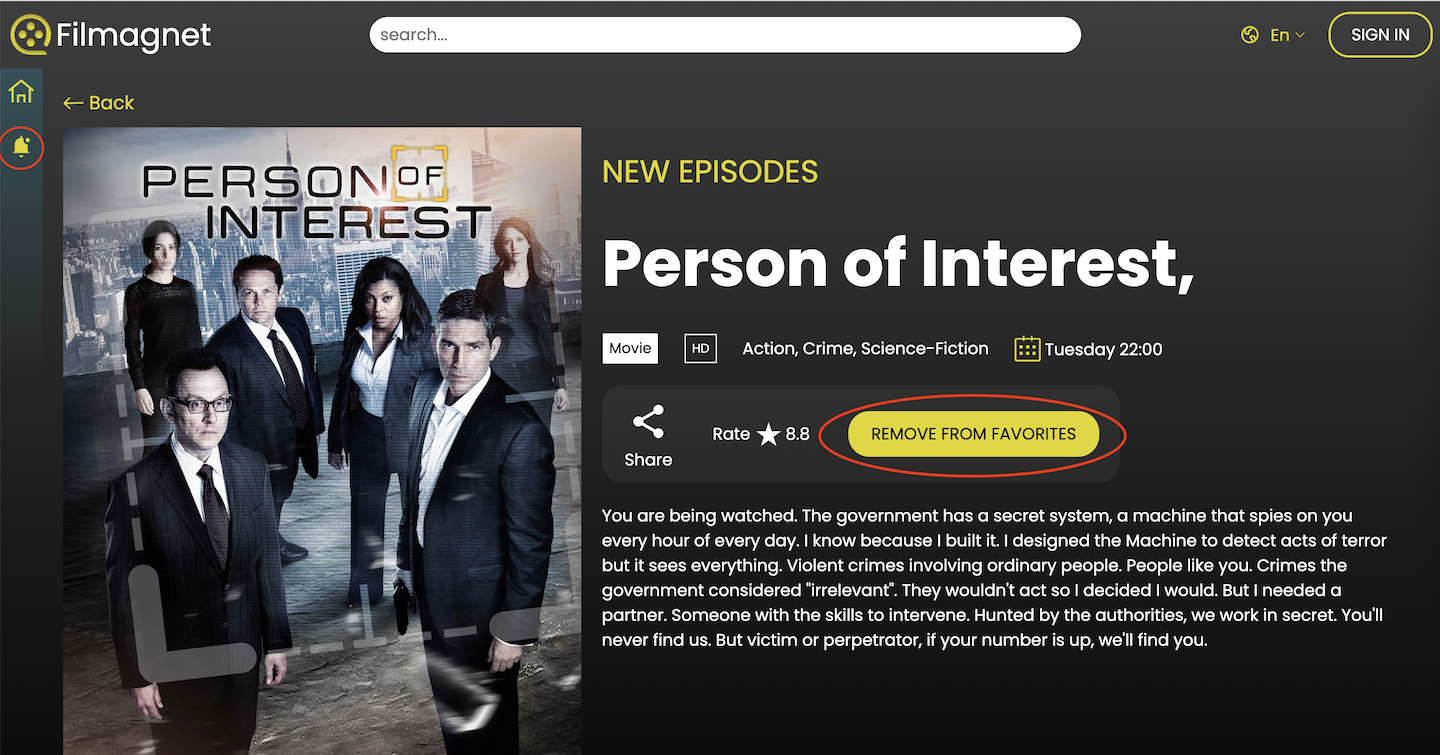 Filmagnet
search...
En
SIGN IN
← Back
PERSON OF
INTEREST
NEW EPISODES
Person of Interest,
Movie
HD
Action, Crime, Science-Fiction
Tuesday 22:00
Share
Rate ★ 8.8
REMOVE FROM FAVORITES
You are being watched. The government has a secret system, a machine that spies on you
every hour of every day. I know because I built it. I designed the Machine to detect acts of terror
but it sees everything. Violent crimes involving ordinary people. People like you. Crimes the
government considered "irrelevant". They wouldn't act so I decided I would. But I needed a
partner. Someone with the skills to intervene. Hunted by the authorities, we work in secret. You'll
never find us. But victim or perpetrator, if your number is up, we'll find you.